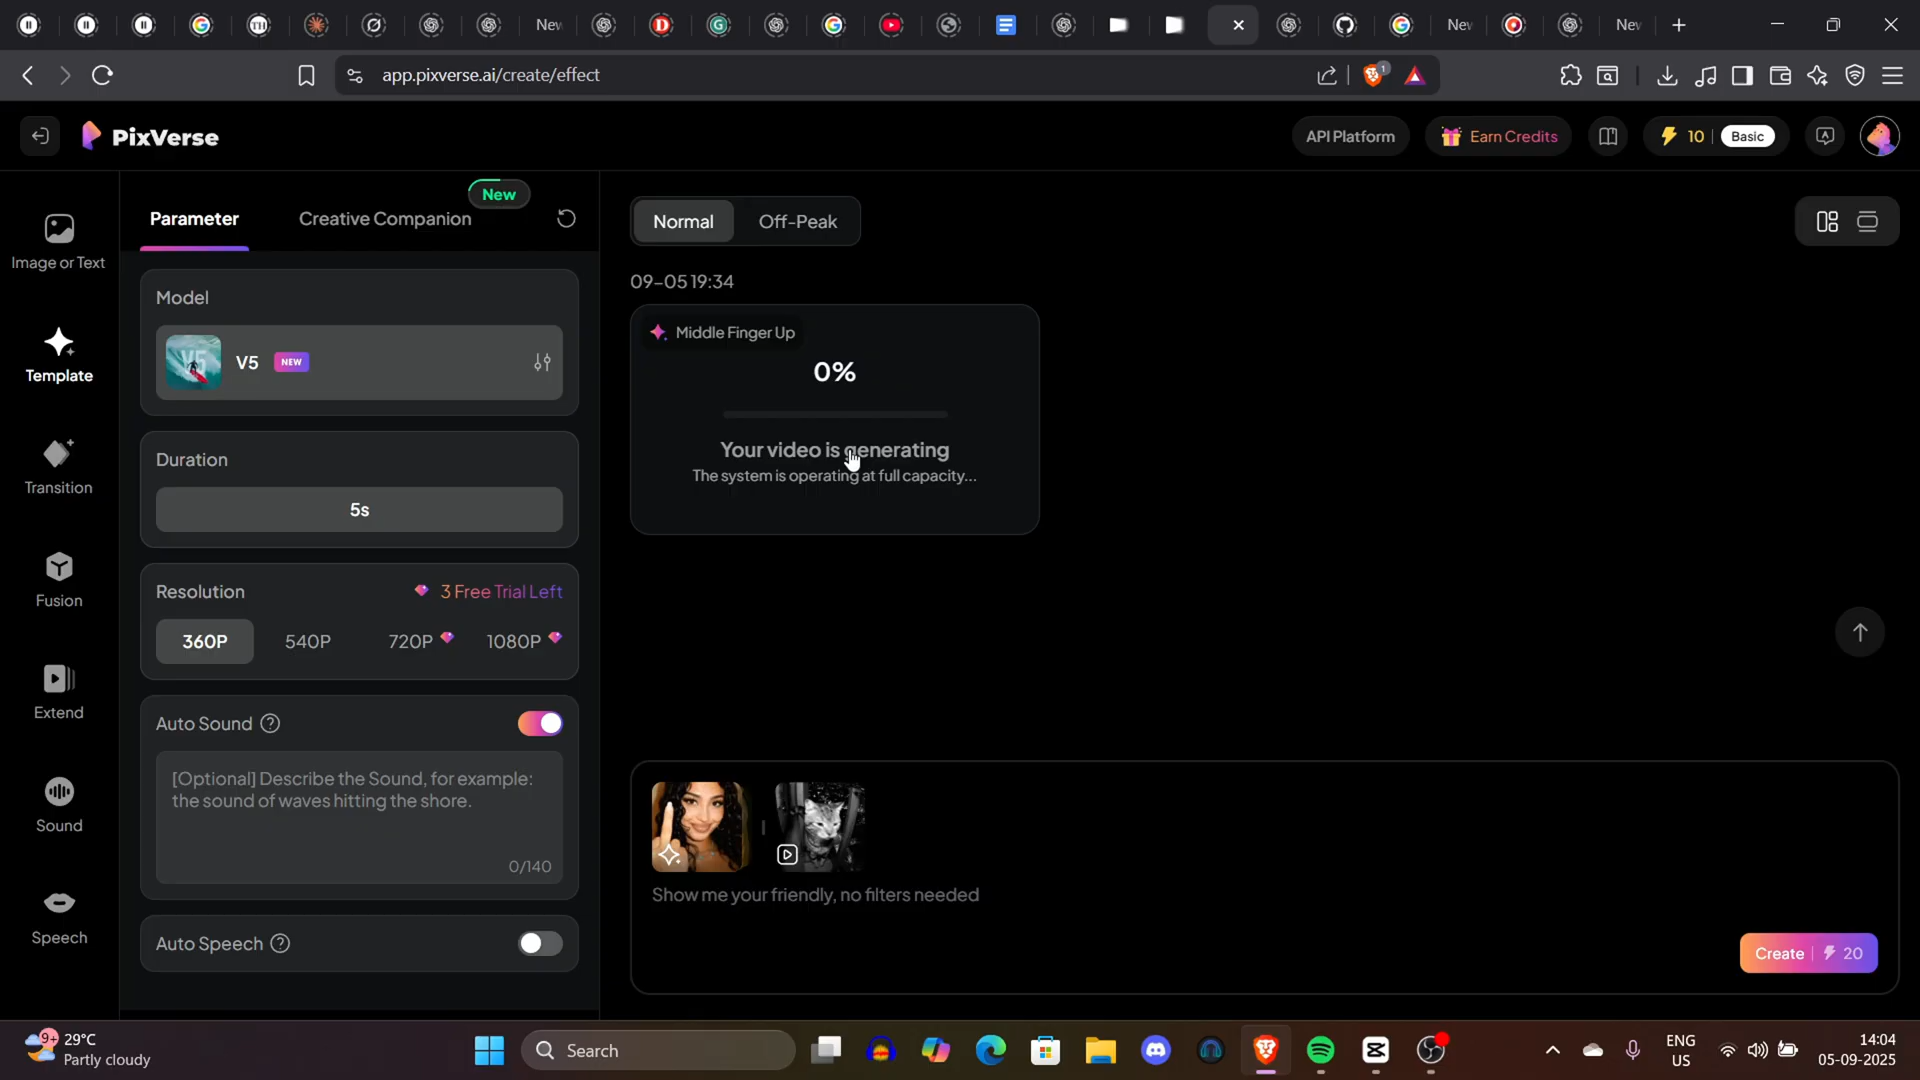 New
New
New
app.pixverse.ai/create/effect
1
PixVerse
API Platform
Earn Credits
10
Basic
Image or Text
Template
Transition
Fusion
Extend
Sound
Speech
Parameter
Creative Companion
New
Model
V5
NEW
Duration
5s
Resolution
3 Free Trial Left
360P
540P
720P
1080P
Auto Sound
[Optional] Describe the Sound, for example:
the sound of waves hitting the shore.
0/140
Auto Speech
Normal
Off-Peak
09-05 19:34
Middle Finger Up
0%
Your video is generating
The system is operating at full capacity...
Show me your friendly, no filters needed
Create
20
9+
29°C
Partly cloudy
Search
ENG
US
14:04
05-09-2025